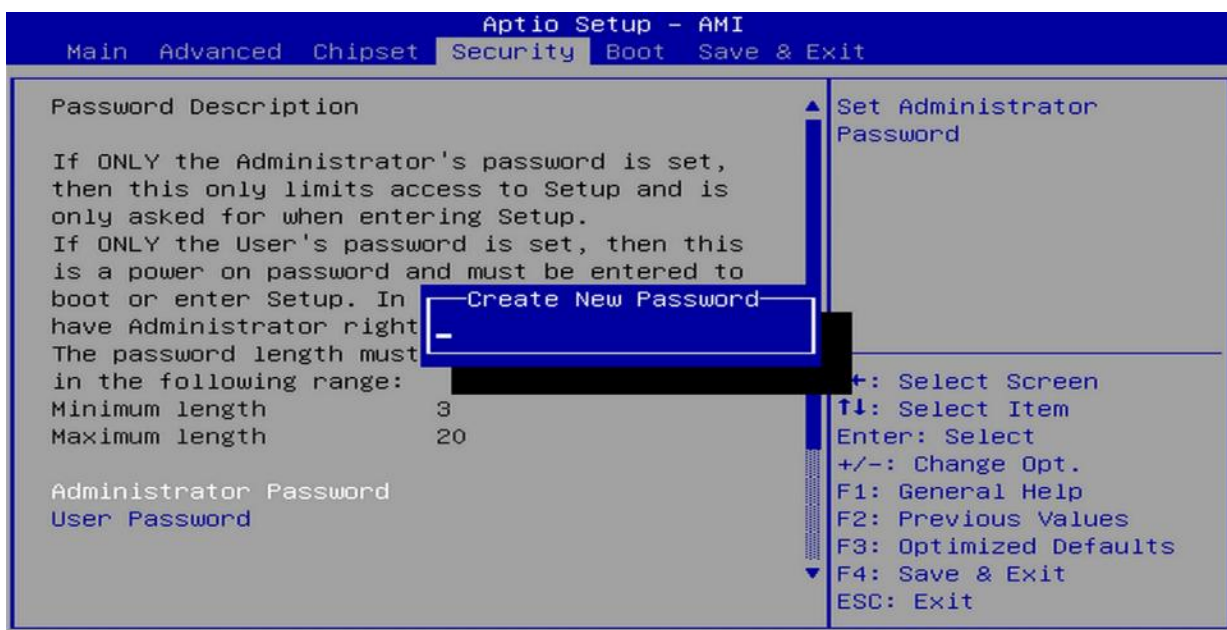 Aptio Setup – AMI
Main Advanced Chipset Security Boot Save & Exit
Password Description
If ONLY the Administrator's password is set,
then this only limits access to Setup and is
only asked for when entering Setup.
If ONLY the User's password is set, then this
is a power on password and must be entered to
boot or enter Setup. In
have Administrator right
The password length must
in the following range:
Minimum length 3
Maximum length 20
Administrator Password
User Password
Create New Password
Set Administrator
Password
←: Select Screen
↑↓: Select Item
Enter: Select
+/-: Change Opt.
F1: General Help
F2: Previous Values
F3: Optimized Defaults
F4: Save & Exit
ESC: Exit